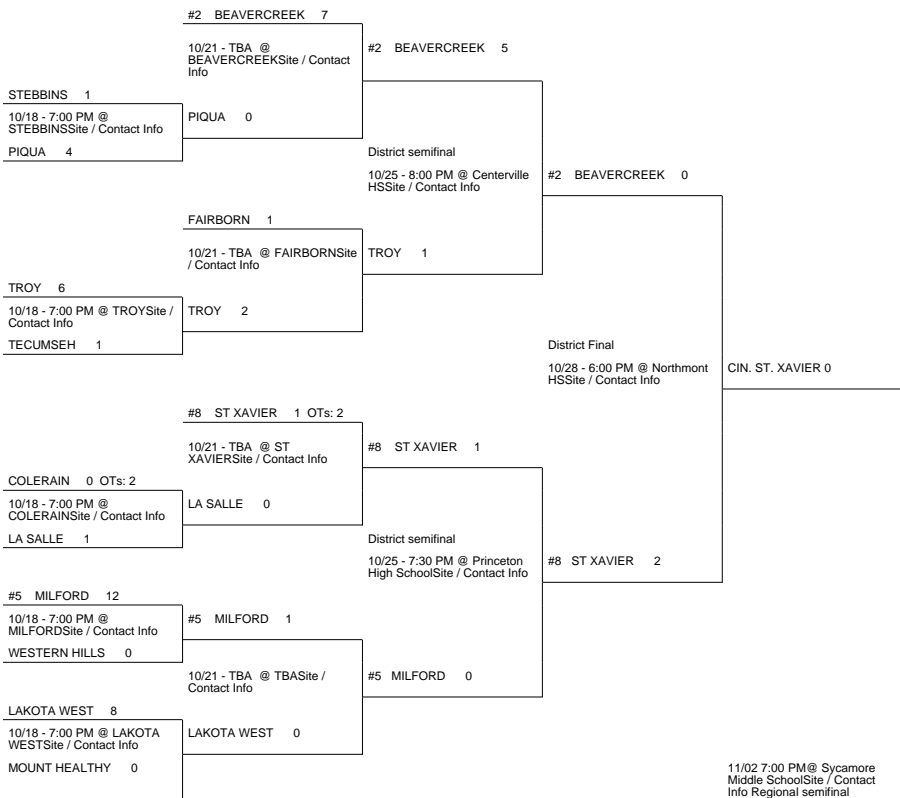 #2 BEAVERCREEK 7
10/21 - TBA @
BEAVERCREEKSite / Contact
Info
#2 BEAVERCREEK 5
STEBBINS 1
10/18 - 7:00 PM @
STEBBINSSite / Contact Info
PIQUA 0
PIQUA 4
District semifinal
10/25 - 8:00 PM @ Centerville
HSSite / Contact Info
#2 BEAVERCREEK 0
FAIRBORN 1
10/21 - TBA @ FAIRBORNSite
/ Contact Info
TROY 1
TROY 6
10/18 - 7:00 PM @ TROYSite /
Contact Info
TROY 2
TECUMSEH 1
District Final
10/28 - 6:00 PM @ Northmont
HSSite / Contact Info
CIN. ST. XAVIER 0
#8 ST XAVIER 1 OTs: 2
10/21 - TBA @ ST
XAVIERSite / Contact Info
#8 ST XAVIER 1
COLERAIN 0 OTs: 2
10/18 - 7:00 PM @
COLERAINSite / Contact Info
LA SALLE 0
LA SALLE 1
District semifinal
10/25 - 7:30 PM @ Princeton
High SchoolSite / Contact Info
#8 ST XAVIER 2
#5 MILFORD 12
10/18 - 7:00 PM @
MILFORDSite / Contact Info
#5 MILFORD 1
WESTERN HILLS 0
10/21 - TBA @ TBASite /
Contact Info
#5 MILFORD 0
LAKOTA WEST 8
10/18 - 7:00 PM @ LAKOTA
WESTSite / Contact Info
LAKOTA WEST 0
MOUNT HEALTHY 0
11/02 7:00 PM@ Sycamore
Middle SchoolSite / Contact
Info Regional semifinal